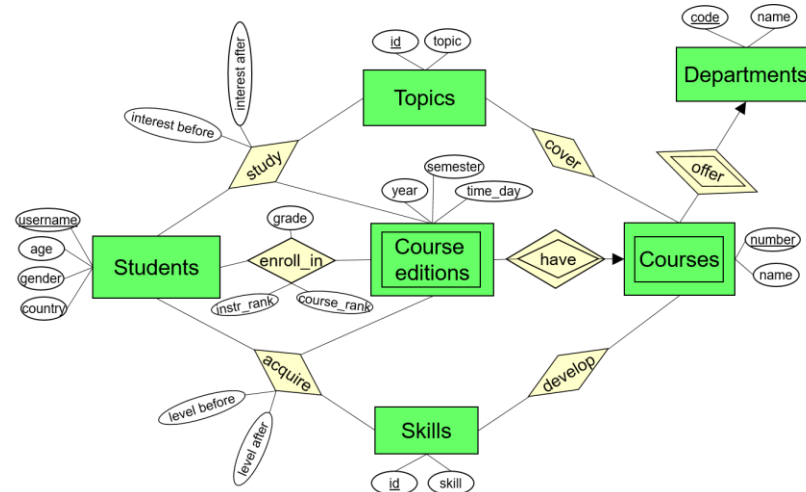 code
name
id
topic
Departments
Topics
interest after
interest before
study
cover
offer
semester
year
time_day
username
age
gender
country
Students
grade
enroll_in
instr_rank
course_rank
Course
editions
have
Courses
number
name
acquire
develop
level before
level after
Skills
id
skill